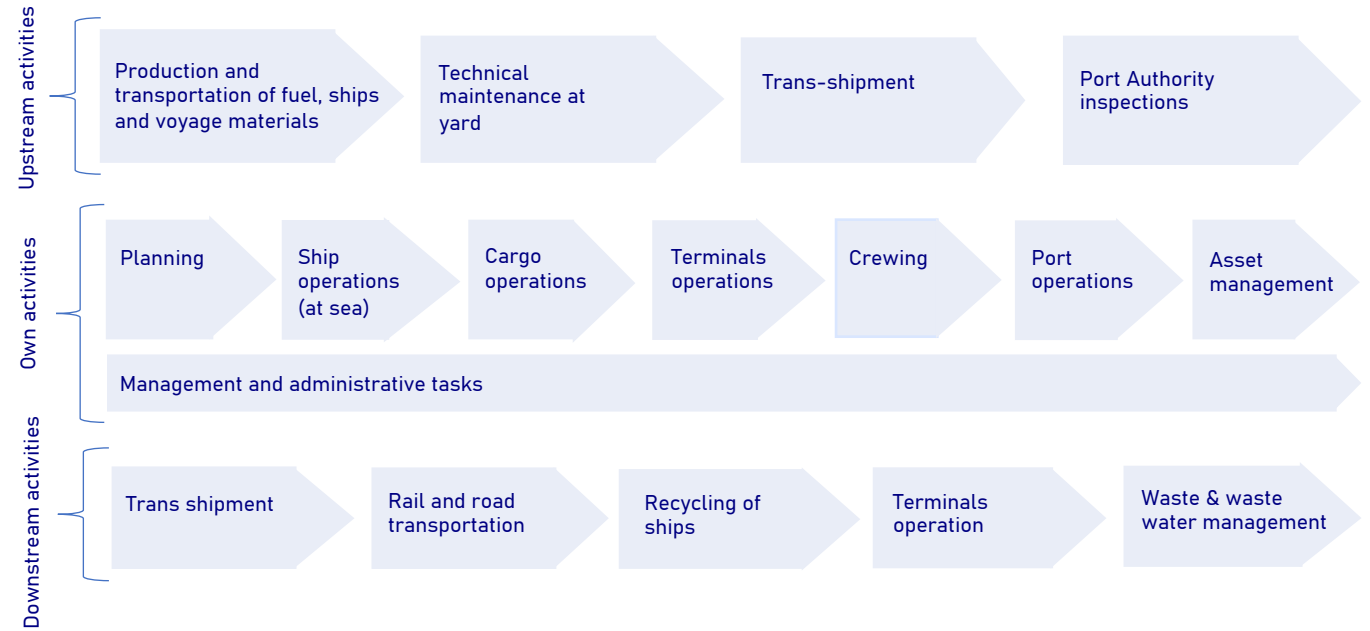 Upstream activities
Production and
transportation of fuel, ships
and voyage materials
Technical
maintenance at
yard
Trans-shipment
Port Authority
inspections
Own activities
Planning
Ship
operations
(at sea)
Cargo
operations
Terminals
operations
Crewing
Port
operations
Asset
management
Management and administrative tasks
Downstream activities
Trans shipment
Rail and road
transportation
Recycling of
ships
Terminals
operation
Waste & waste
water management